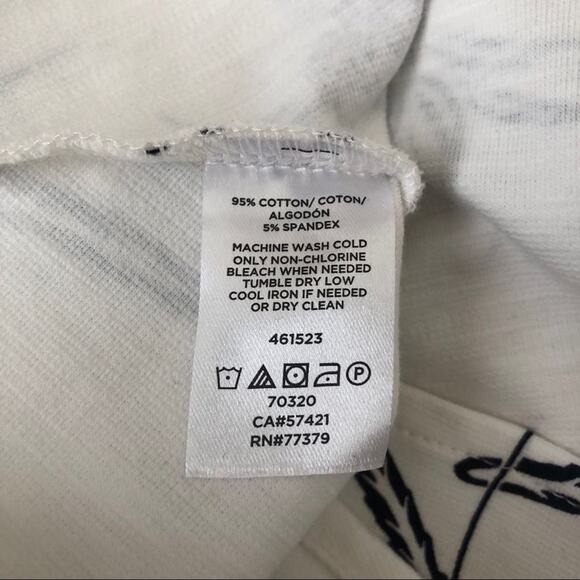 95% COTTON/ COTON/
ALGODÓN
5% SPANDEX
MACHINE WASH COLD
ONLY NON-CHLORINE
BLEACH WHEN NEEDED
TUMBLE DRY LOW
COOL IRON IF NEEDED
OR DRY CLEAN
461523
P
70320
CA#57421
RN#77379